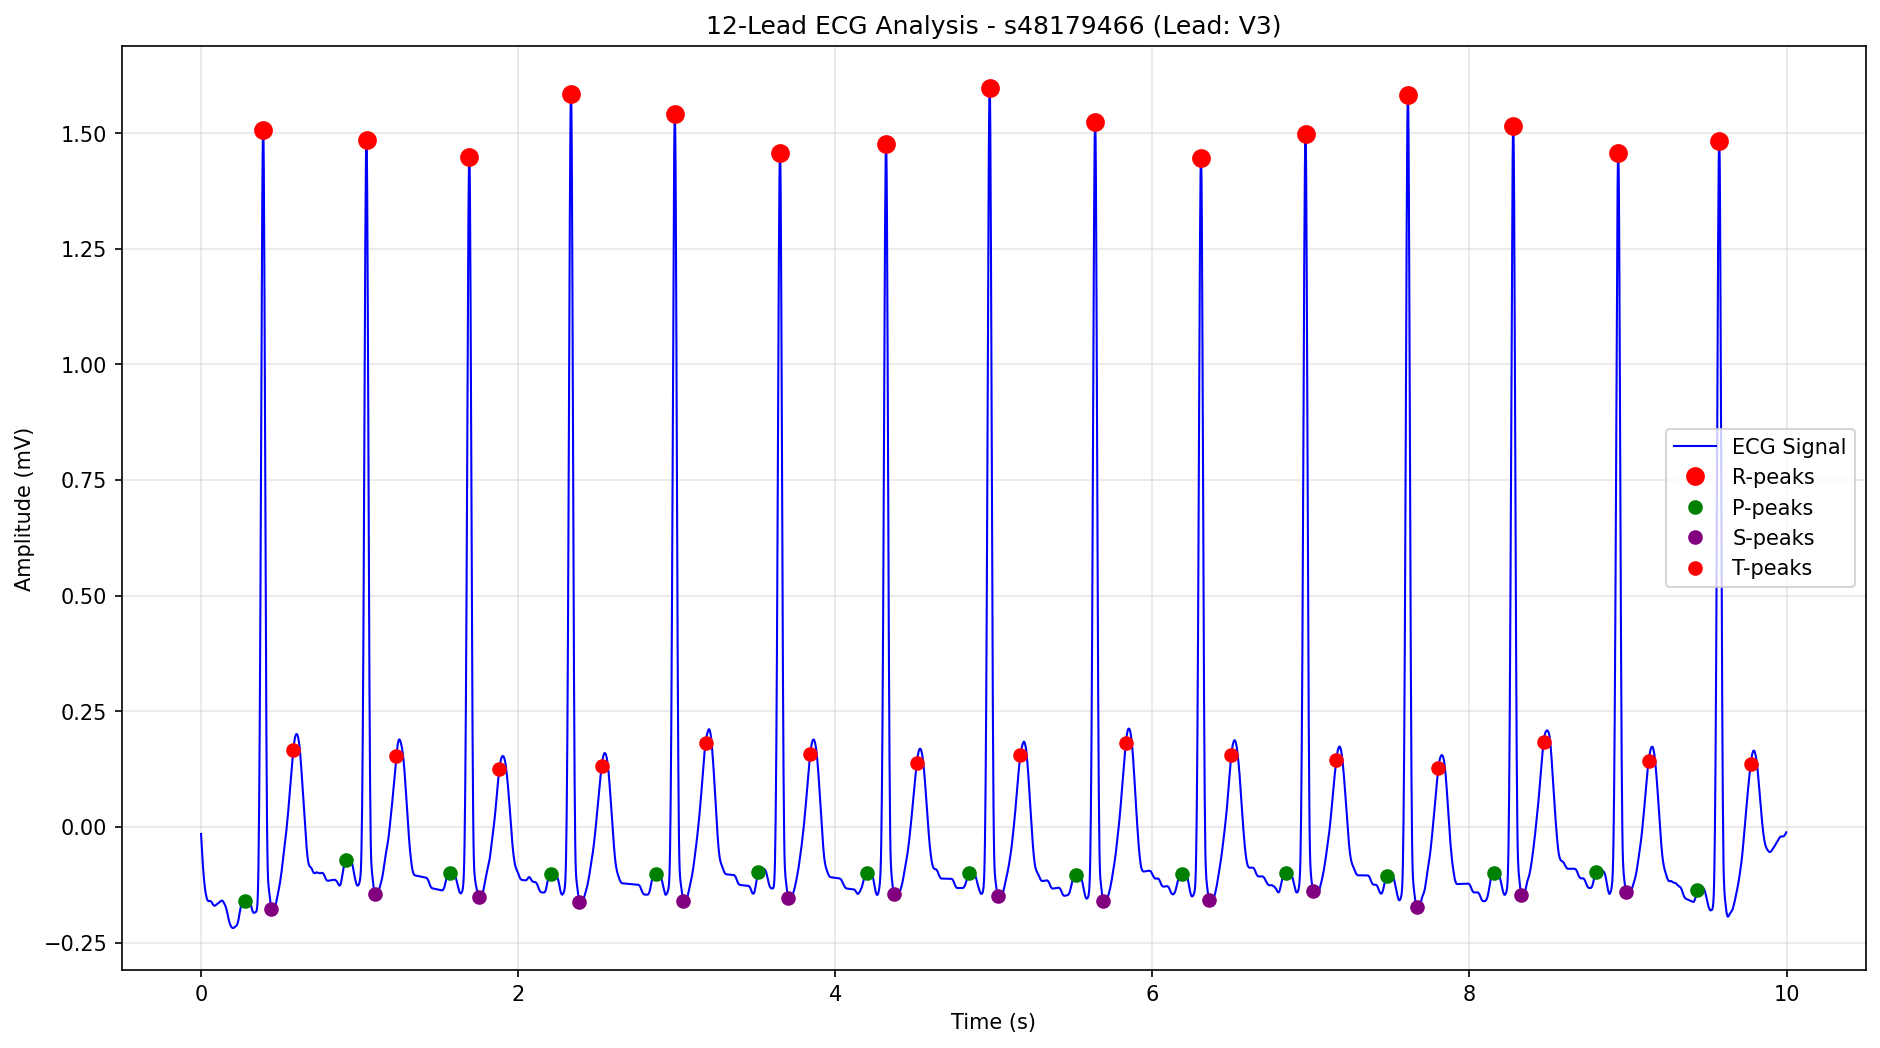 12-Lead ECG Analysis - s48179466 (Lead: V3)
Amplitude (mV)
1.50
1.25
1.00
0.75
0.50
0.25
0.00
−0.25
ECG Signal
R-peaks
P-peaks
S-peaks
T-peaks
0 2 4 6 8 10
Time (s)